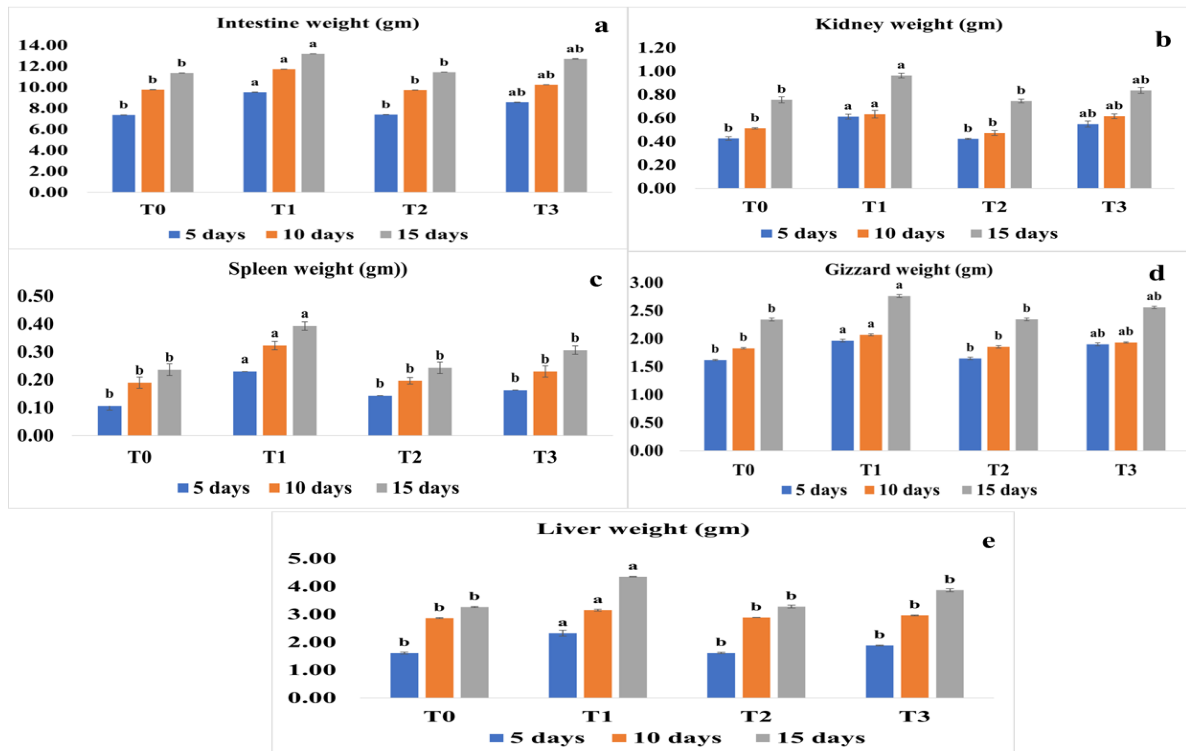 Intestine weight (gm)
a
14.00
12.00
10.00
8.00
6.00
4.00
2.00
0.00
b b b
a a a
b b b
ab ab ab
T0 T1 T2 T3
5 days 10 days 15 days
Kidney weight (gm)
b
1.20
1.00
0.80
0.60
0.40
0.20
0.00
b b b
a a a
b b b
ab ab ab
T0 T1 T2 T3
5 days 10 days 15 days
Spleen weight (gm))
c
0.50
0.40
0.30
0.20
0.10
0.00
b b b
a a a
b b b
b b b
T0 T1 T2 T3
5 days 10 days 15 days
Gizzard weight (gm)
d
3.00
2.50
2.00
1.50
1.00
0.50
0.00
b b b
a a a
b b b
ab ab ab
T0 T1 T2 T3
5 days 10 days 15 days
Liver weight (gm)
e
5.00
4.00
3.00
2.00
1.00
0.00
b b b
a a a
b b b
b b b
T0 T1 T2 T3
5 days 10 days 15 days